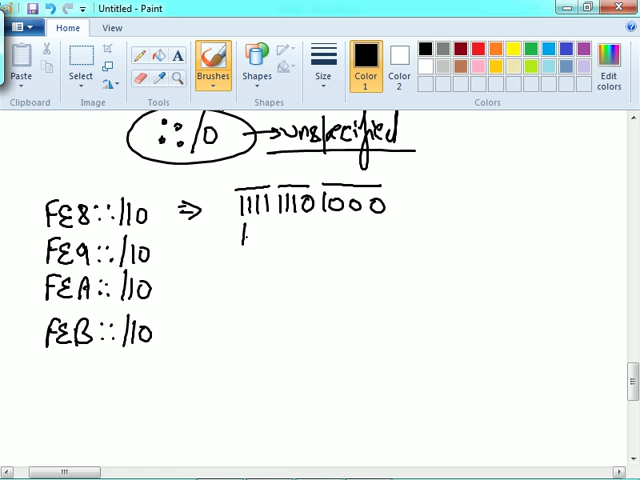 Untitled - Paint
Home View
Paste Select Brushes Shapes Size Color 1 Color 2 Edit colors
Clipboard Image Tools Shapes Colors
::/0 → unspecified
FE8::/10 ⇒ 1111 1110 1000
FE9::/10 1
FEA::/10
FEB::/10